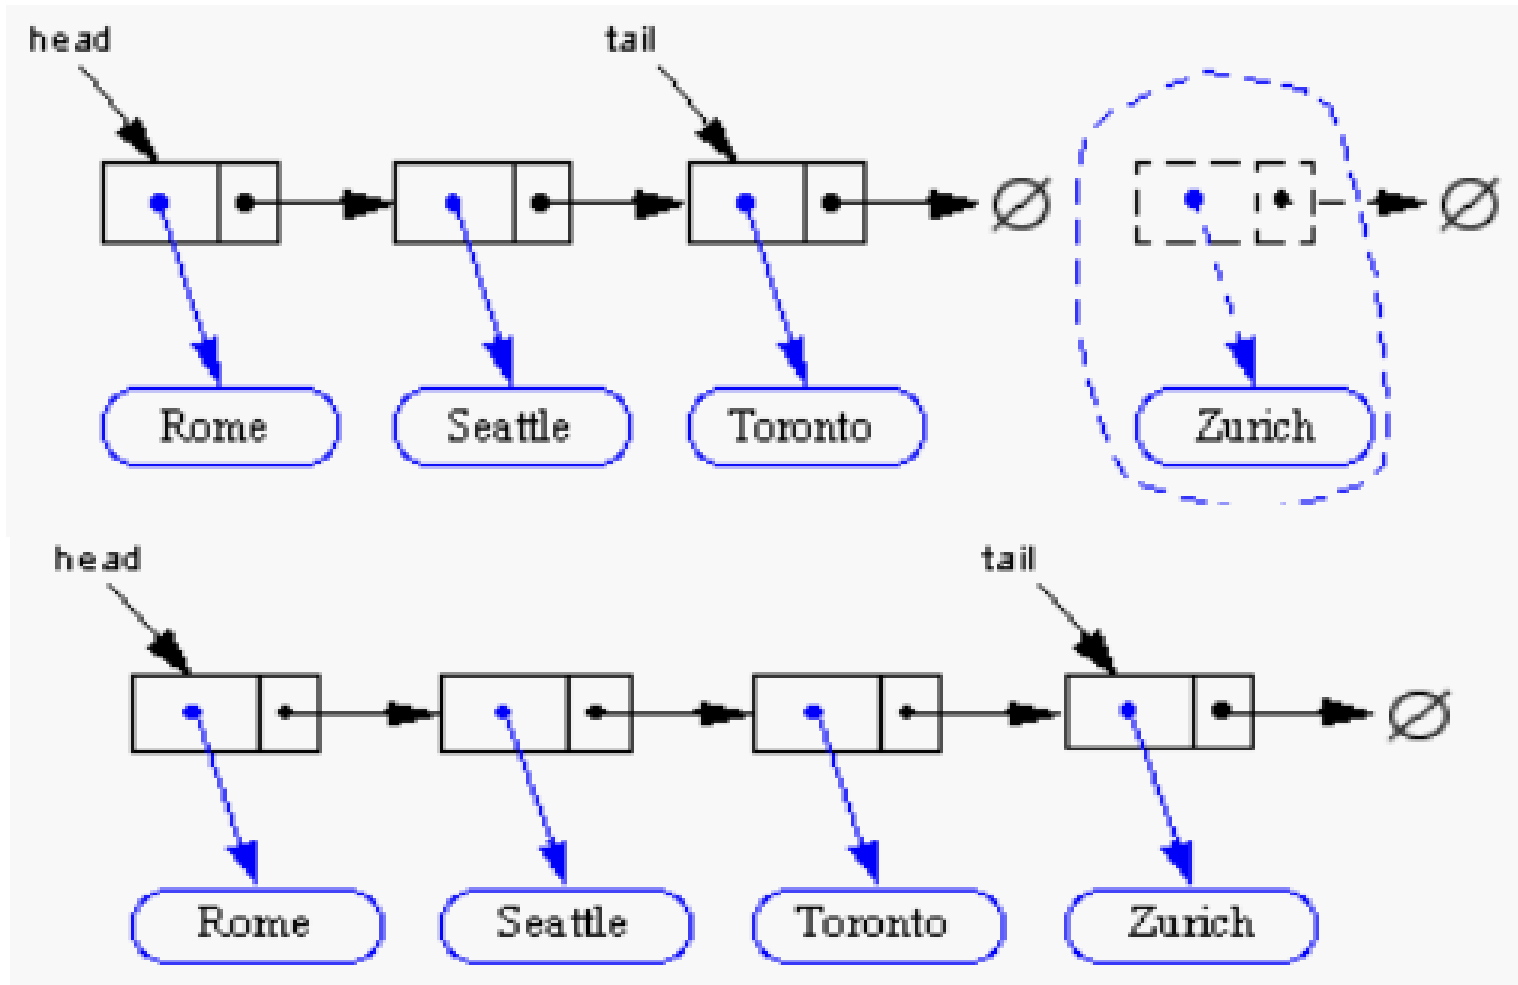 head tail
∅ ∅
Rome Seattle Toronto Zurich
head tail
∅
Rome Seattle Toronto Zurich